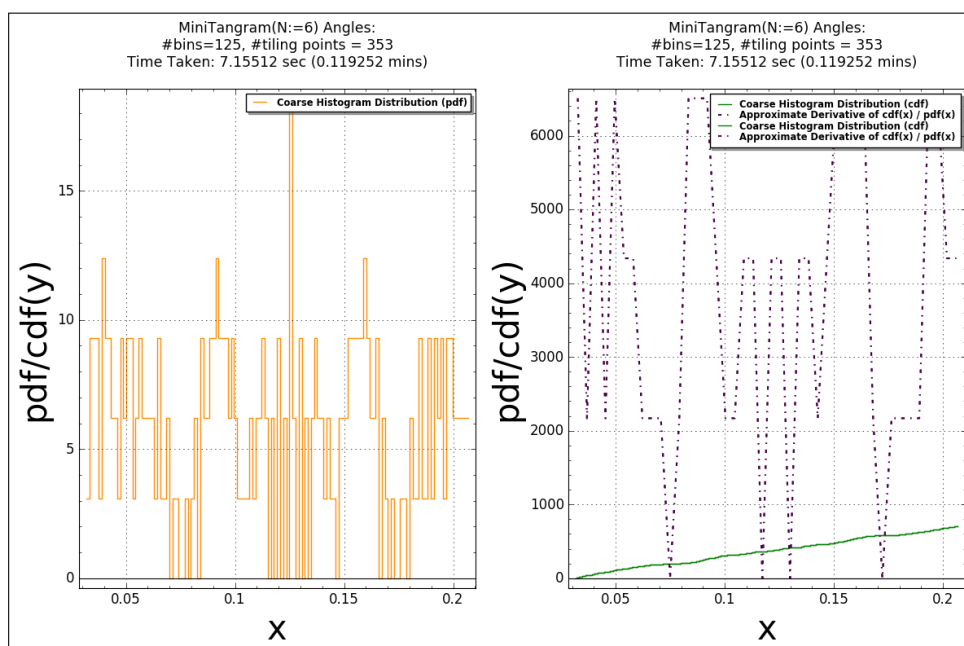 MiniTangram(N:=6) Angles:
#bins=125, #tiling points = 353
Time Taken: 7.15512 sec (0.119252 mins)
Coarse Histogram Distribution (pdf)
15
10
5
0
0.05
0.1
0.15
0.2
pdf/cdf(y)
x
MiniTangram(N:=6) Angles:
#bins=125, #tiling points = 353
Time Taken: 7.15512 sec (0.119252 mins)
Coarse Histogram Distribution (cdf)
Approximate Derivative of cdf(x) / pdf(x)
Coarse Histogram Distribution (cdf)
Approximate Derivative of cdf(x) / pdf(x)
6000
5000
4000
3000
2000
1000
0
0.05
0.1
0.15
0.2
pdf/cdf(y)
x